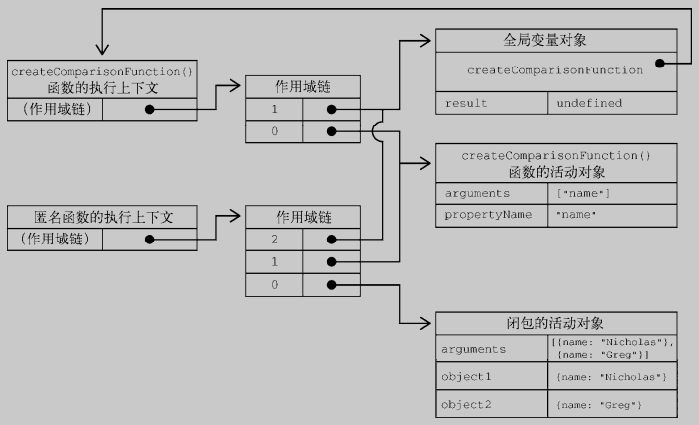 createComparisonFunction()
函数的执行上下文
(作用域链)
作用域链
1
0
全局变量对象
createComparisonFunction
result undefined
createComparisonFunction()
函数的活动对象
arguments ["name"]
propertyName "name"
匿名函数的执行上下文
(作用域链)
作用域链
2
1
0
闭包的活动对象
arguments [{name: "Nicholas"},
{name: "Greg"}]
object1 {name: "Nicholas"}
object2 {name: "Greg"}